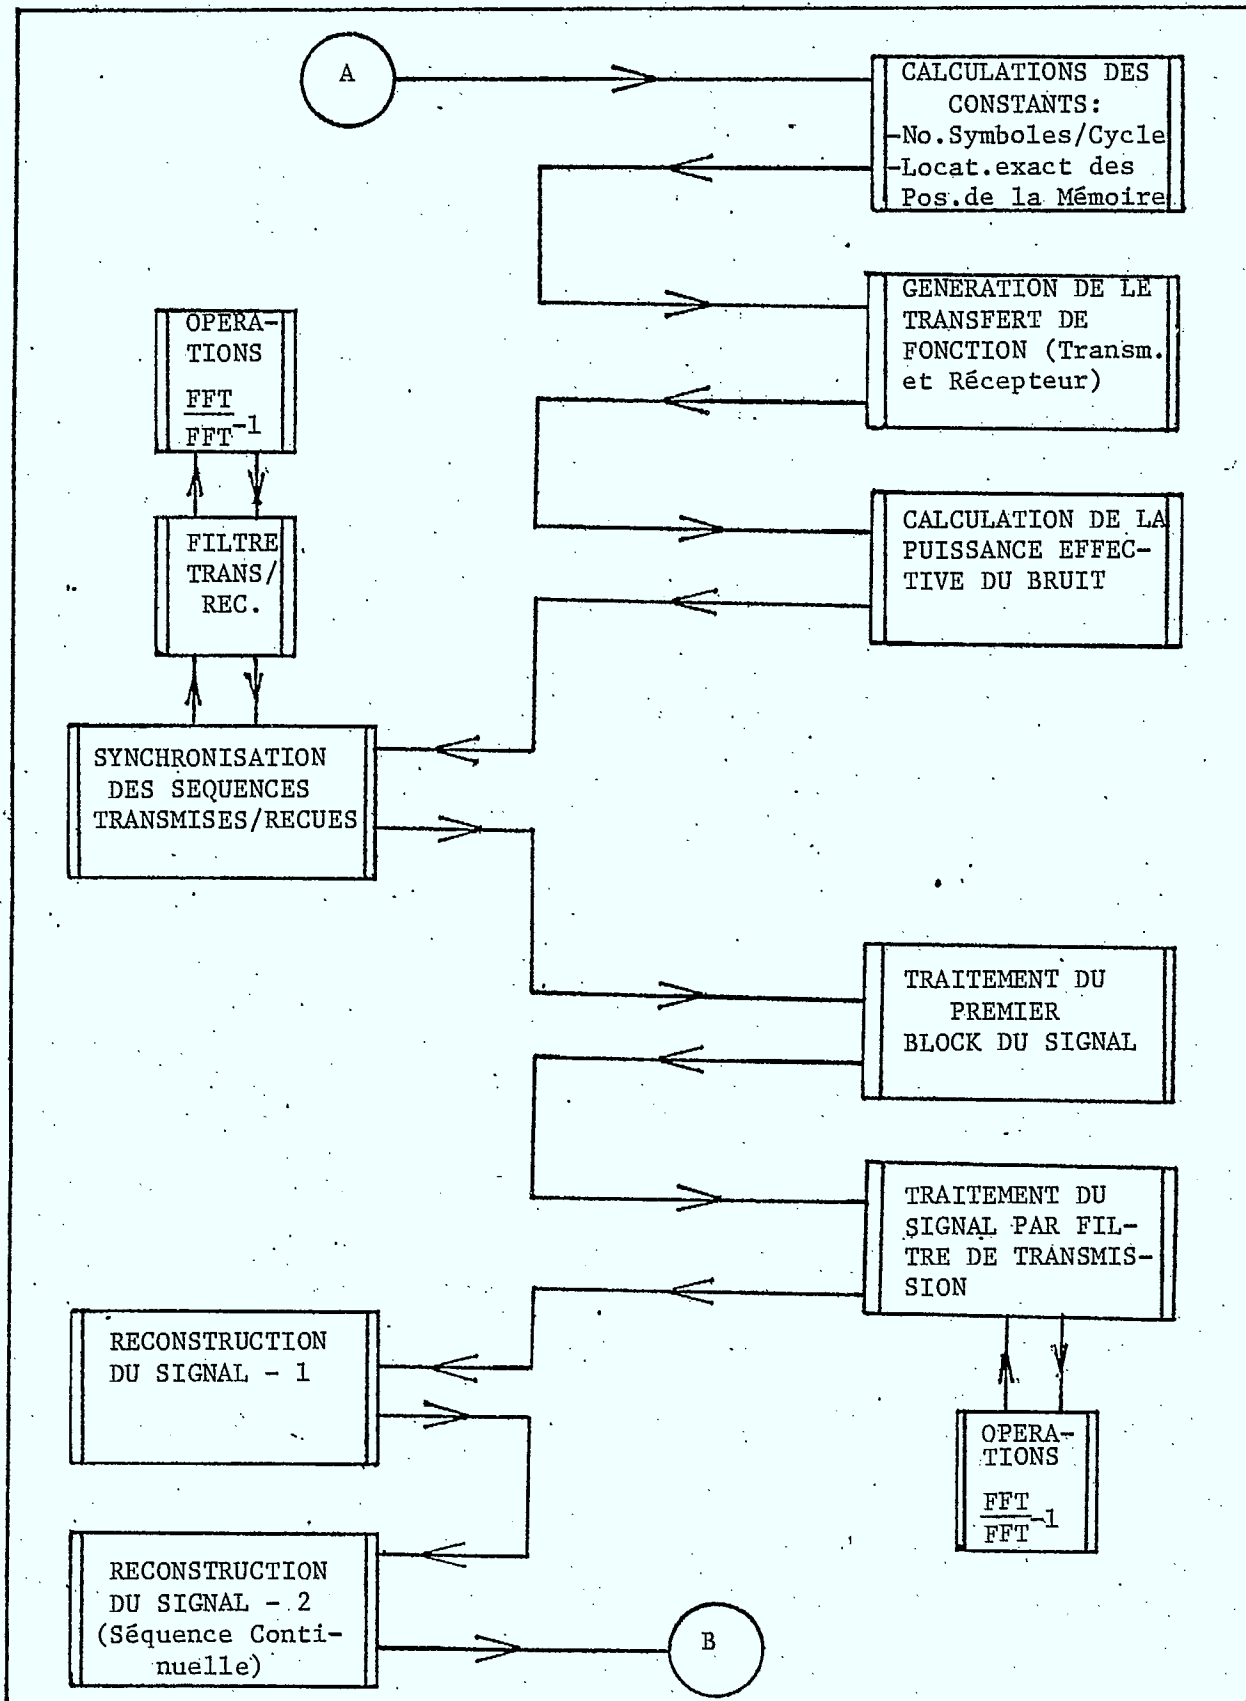 A
CALCULATIONS DES
CONSTANTS:
-No.Symboles/Cycle
-Locat.exact des
Pos.de la Mémoire
GENERATION DE LE
TRANSFERT DE
FONCTION (Transm.
et Récepteur)
OPERA-
TIONS
FFT
FFT-1
CALCULATION DE LA
PUISSANCE EFFEC-
TIVE DU BRUIT
FILTRE
TRANS/
REC.
SYNCHRONISATION
DES SEQUENCES
TRANSMISES/RECUES
TRAITEMENT DU
PREMIER
BLOCK DU SIGNAL
TRAITEMENT DU
SIGNAL PAR FIL-
TRE DE TRANSMIS-
SION
RECONSTRUCTION
DU SIGNAL - 1
OPERA-
TIONS
FFT
FFT-1
RECONSTRUCTION
DU SIGNAL - 2
(Séquence Conti-
nuelle)
B